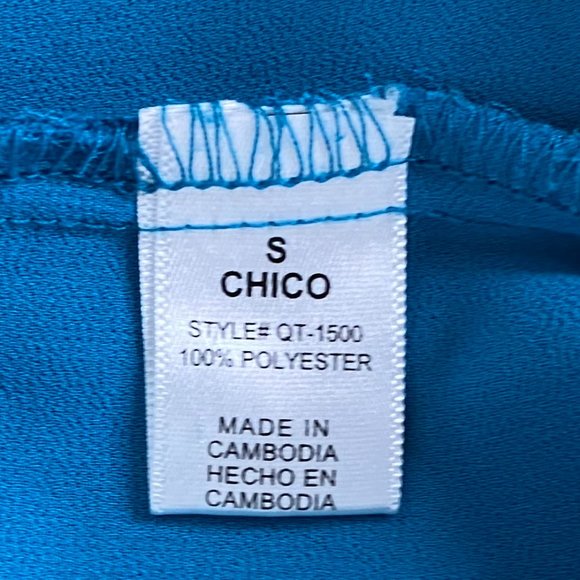 S
CHICO
STYLE# QT-1500
100% POLYESTER
MADE IN
CAMBODIA
HECHO EN
CAMBODIA